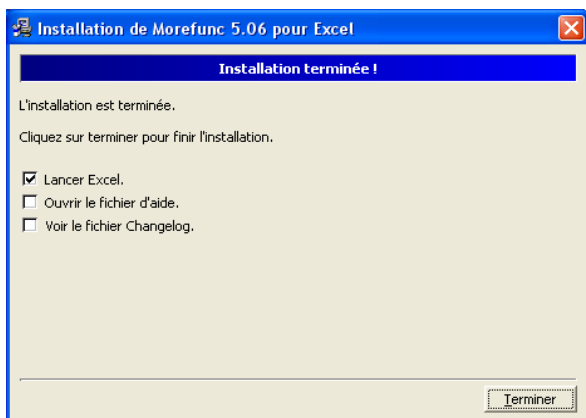 Installation de Morefunc 5.06 pour Excel
Installation terminée !
L'installation est terminée.
Cliquez sur terminer pour finir l'installation.
Lancer Excel.
Ouvrir le fichier d'aide.
Voir le fichier Changelog.
Terminer